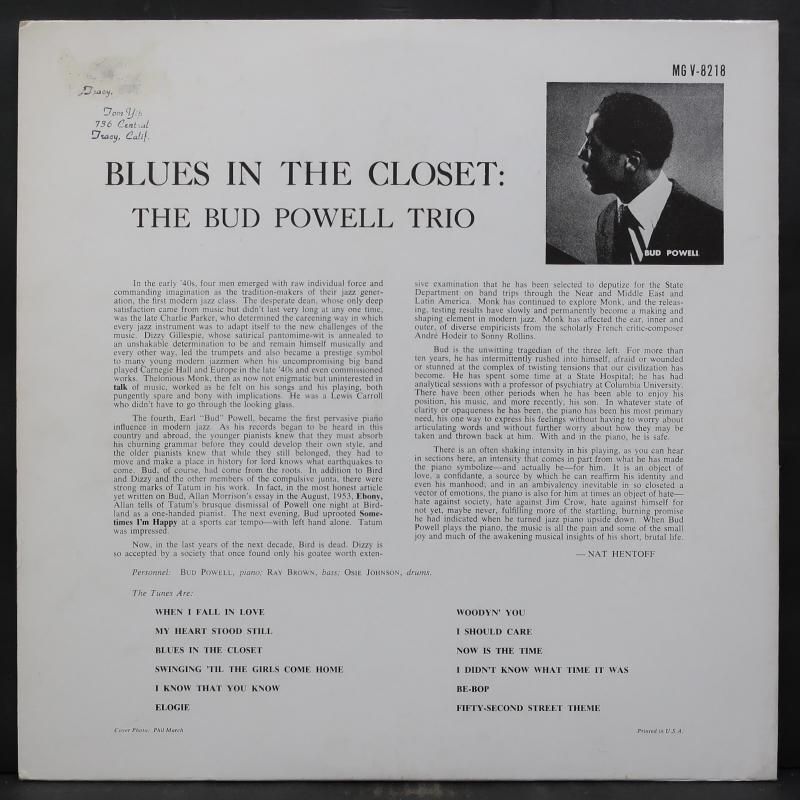 MG V-8218
Tracy,
Tom Yih
736 Central
Tracy, Calif.
BLUES IN THE CLOSET:
THE BUD POWELL TRIO
BUD POWELL
In the early '40s, four men emerged with raw individual force and
commanding imagination as the tradition-makers of their jazz gener-
ation, the first modern jazz class. The desperate dean, whose only deep
satisfaction came from music but didn't last very long at any one time,
was the late Charlie Parker, who determined the careening way in which
every jazz instrument was to adapt itself to the new challenges of the
music. Dizzy Gillespie, whose satirical pantomime-wit is annealed to
an unshakable determination to be and remain himself musically and
every other way, led the trumpets and also became a prestige symbol
to many young modern jazzmen when his uncompromising big band
played Carnegie Hall and Europe in the late '40s and even commissioned
works. Thelonious Monk, then as now not enigmatic but uninterested in
talk of music, worked as he felt on his songs and his playing, both
pungently spare and bony with implications. He was a Lewis Carroll
who didn't have to go through the looking glass.
The fourth, Earl "Bud" Powell, became the first pervasive piano
influence in modern jazz. As his records began to be heard in this
country and abroad, the younger pianists knew that they must absorb
his churning grammar before they could develop their own style, and
the older pianists knew that while they still belonged, they had to
move and make a place in history for lord knows what earthquakes to
come. Bud, of course, had come from the roots. In addition to Bird
and Dizzy and the other members of the compulsive junta, there were
strong marks of Tatum in his work. In fact, in the most honest article
yet written on Bud, Allan Morrison's essay in the August, 1953, Ebony,
Allan tells of Tatum's brusque dismissal of Powell one night at Bird-
land as a one-handed pianist. The next evening, Bud uprooted Some-
times I'm Happy at a sports car tempo—with left hand alone. Tatum
was impressed.
Now, in the last years of the next decade, Bird is dead. Dizzy is
so accepted by a society that once found only his goatee worth exten-
sive examination that he has been selected to deputize for the State
Department on band trips through the Near and Middle East and
Latin America. Monk has continued to explore Monk, and the releas-
ing, testing results have slowly and permanently become a making and
shaping element in modern jazz. Monk has affected the ear, inner and
outer, of diverse empiricists from the scholarly French critic-composer
André Hodeir to Sonny Rollins.
Bud is the unwitting tragedian of the three left. For more than
ten years, he has intermittently rushed into himself, afraid or wounded
or stunned at the complex of twisting tensions that our civilization has
become. He has spent some time at a State Hospital; he has had
analytical sessions with a professor of psychiatry at Columbia University.
There have been other periods when he has been able to enjoy his
position, his music, and more recently, his son. In whatever state of
clarity or opaqueness he has been, the piano has been his most primary
need, his one way to express his feelings without having to worry about
articulating words and without further worry about how they may be
taken and thrown back at him. With and in the piano, he is safe.
There is an often shaking intensity in his playing, as you can hear
in sections here, an intensity that comes in part from what he has made
the piano symbolize—and actually be—for him. It is an object of
love, a confidante, a source by which he can reaffirm his identity and
even his manhood; and in an ambivalency inevitable in so closeted a
vector of emotions, the piano is also for him at times an object of hate—
hate against society, hate against Jim Crow, hate against himself for
not yet, maybe never, fulfilling more of the startling, burning promise
he had indicated when he turned jazz piano upside down. When Bud
Powell plays the piano, the music is all the pain and some of the small
joy and much of the awakening musical insights of his short, brutal life.
—NAT HENTOFF
Personnel: BUD POWELL, piano; RAY BROWN, bass; OSIE JOHNSON, drums.
The Tunes Are:
WHEN I FALL IN LOVE
MY HEART STOOD STILL
BLUES IN THE CLOSET
SWINGING 'TIL THE GIRLS COME HOME
I KNOW THAT YOU KNOW
ELOGIE
WOODYN' YOU
I SHOULD CARE
NOW IS THE TIME
I DIDN'T KNOW WHAT TIME IT WAS
BE-BOP
FIFTY-SECOND STREET THEME
Cover Photo: Phil March
Printed in U.S.A.